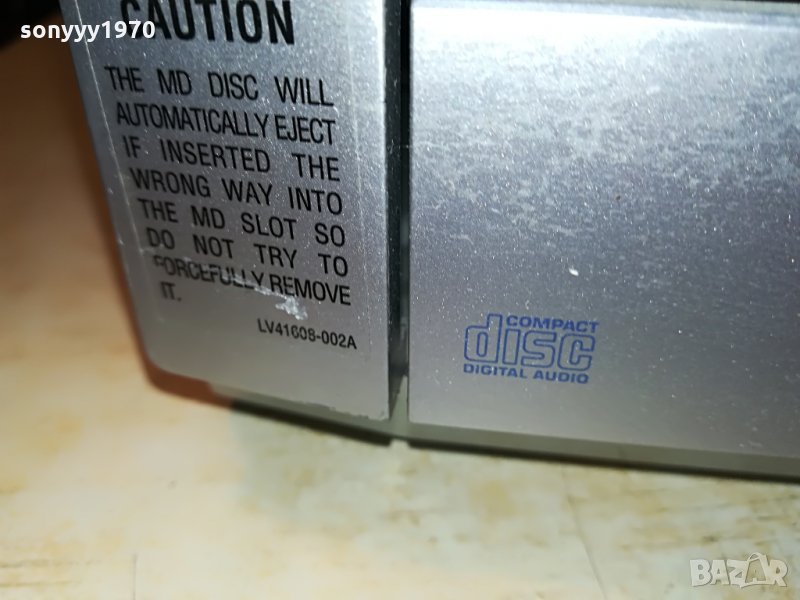 sonyyy1970
CAUTION
THE MD DISC WILL
AUTOMATICALLY EJECT
IF INSERTED THE
WRONG WAY INTO
THE MD SLOT SO
DO NOT TRY TO
FORCEFULLY REMOVE
IT.
LV41608-002A
COMPACT
disc
DIGITAL AUDIO
BAZAR